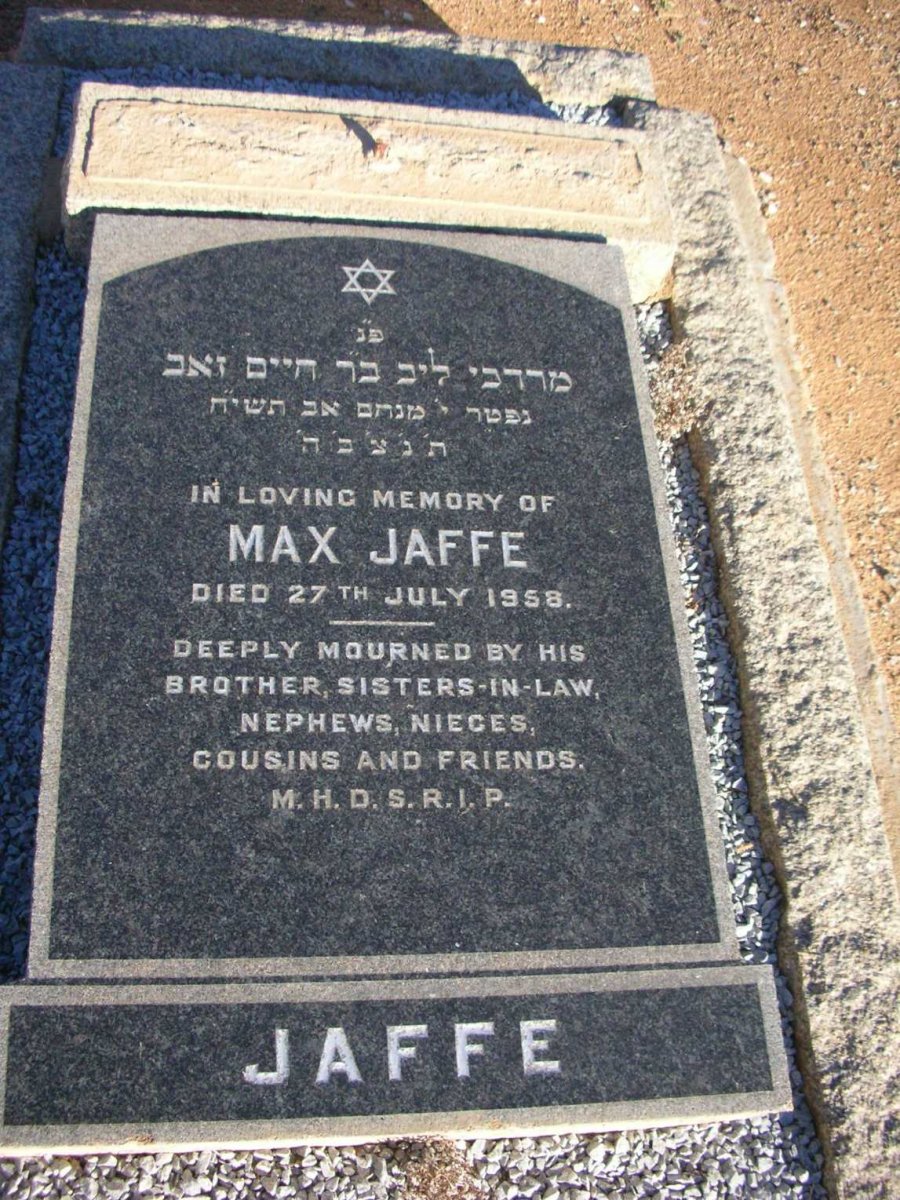 פ"נ
מרדכי ליב בר חיים זאב
נפטר י' מנחם אב תשי"ח
ת' נ' צ' ב' ה'
IN LOVING MEMORY OF
MAX JAFFE
DIED 27TH JULY 1958.
DEEPLY MOURNED BY HIS
BROTHER, SISTERS-IN-LAW,
NEPHEWS, NIECES,
COUSINS AND FRIENDS.
M.H.D.S.R.I.P.
JAFFE